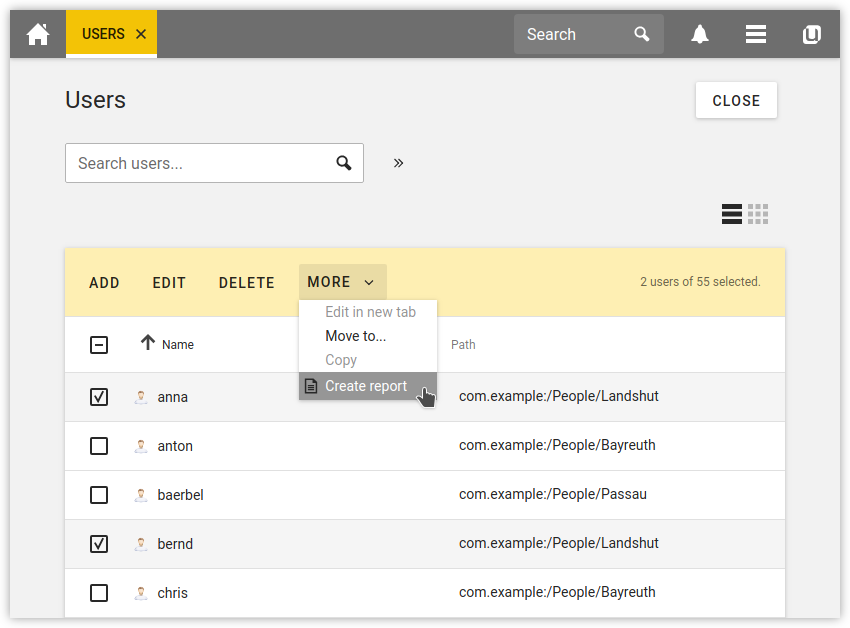 USERS
Search
Users
CLOSE
Search users...
ADD EDIT DELETE MORE 2 users of 55 selected.
Edit in new tab
Move to...
Copy
Create report
Name Path
anna com.example:/People/Landshut
anton com.example:/People/Bayreuth
baerbel com.example:/People/Passau
bernd com.example:/People/Landshut
chris com.example:/People/Bayreuth